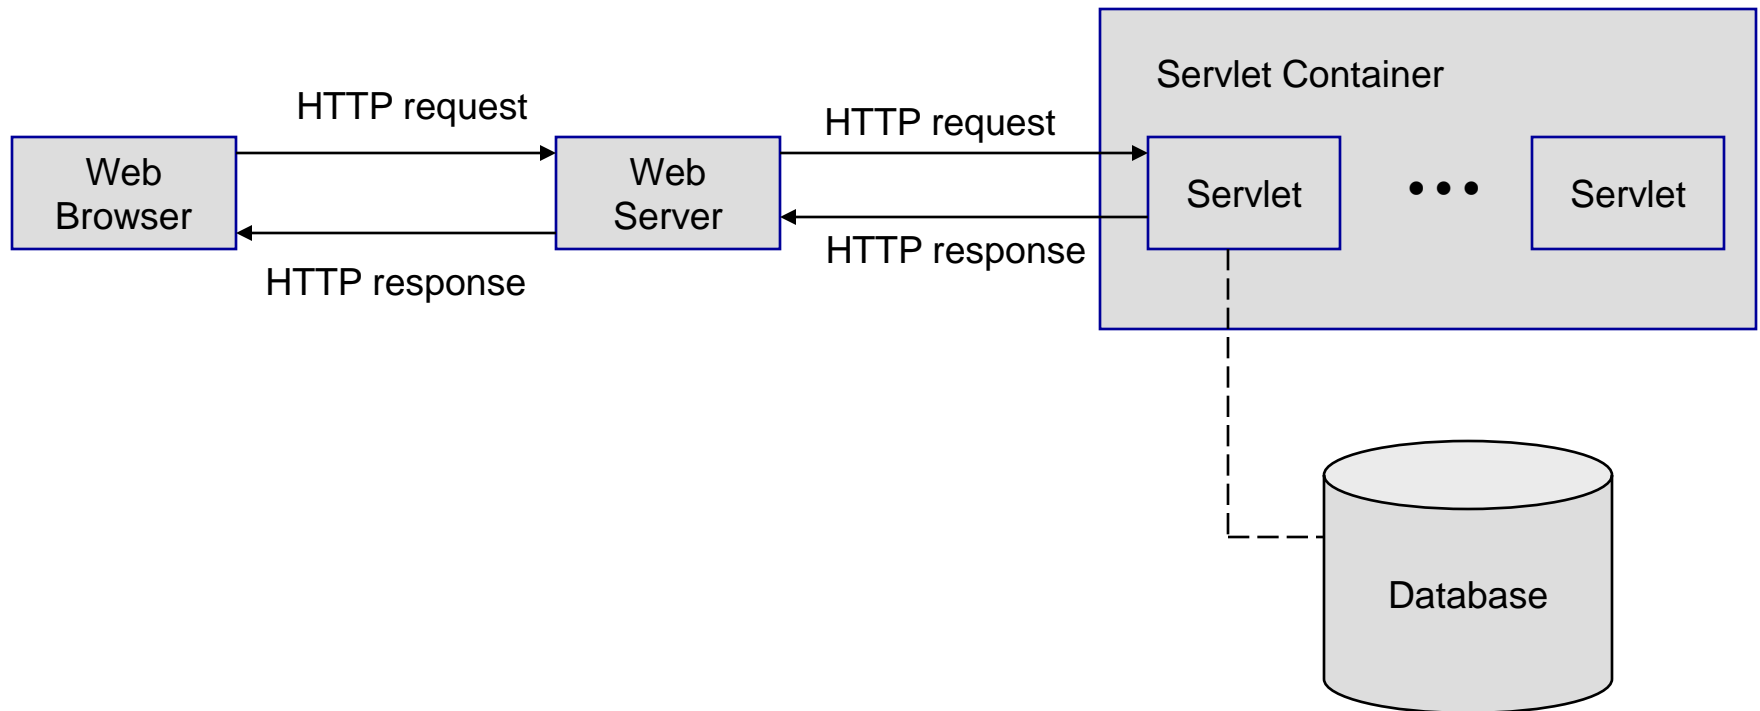 Servlet Container
HTTP request
HTTP request
Web
Browser
Web
Server
Servlet
•••
Servlet
HTTP response
HTTP response
Database